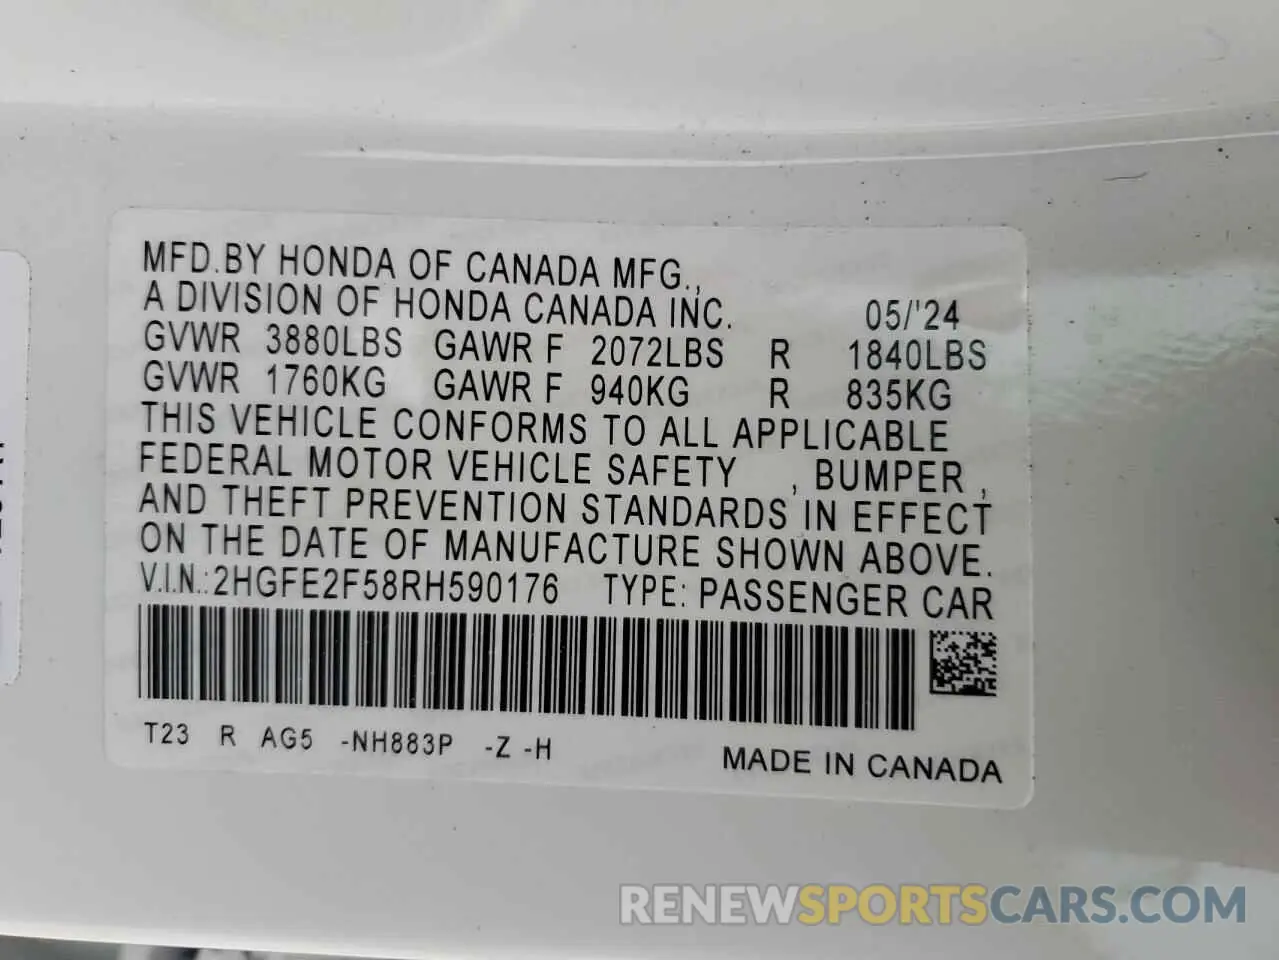 MFD.BY HONDA OF CANADA MFG.,
A DIVISION OF HONDA CANADA INC. 05/'24
GVWR 3880LBS GAWR F 2072LBS R 1840LBS
GVWR 1760KG GAWR F 940KG R 835KG
THIS VEHICLE CONFORMS TO ALL APPLICABLE
FEDERAL MOTOR VEHICLE SAFETY , BUMPER ,
AND THEFT PREVENTION STANDARDS IN EFFECT
ON THE DATE OF MANUFACTURE SHOWN ABOVE.
V.I.N.:2HGFE2F58RH590176 TYPE: PASSENGER CAR
T23 R AG5 -NH883P -Z -H
MADE IN CANADA
RENEWSPORTSCARS.COM